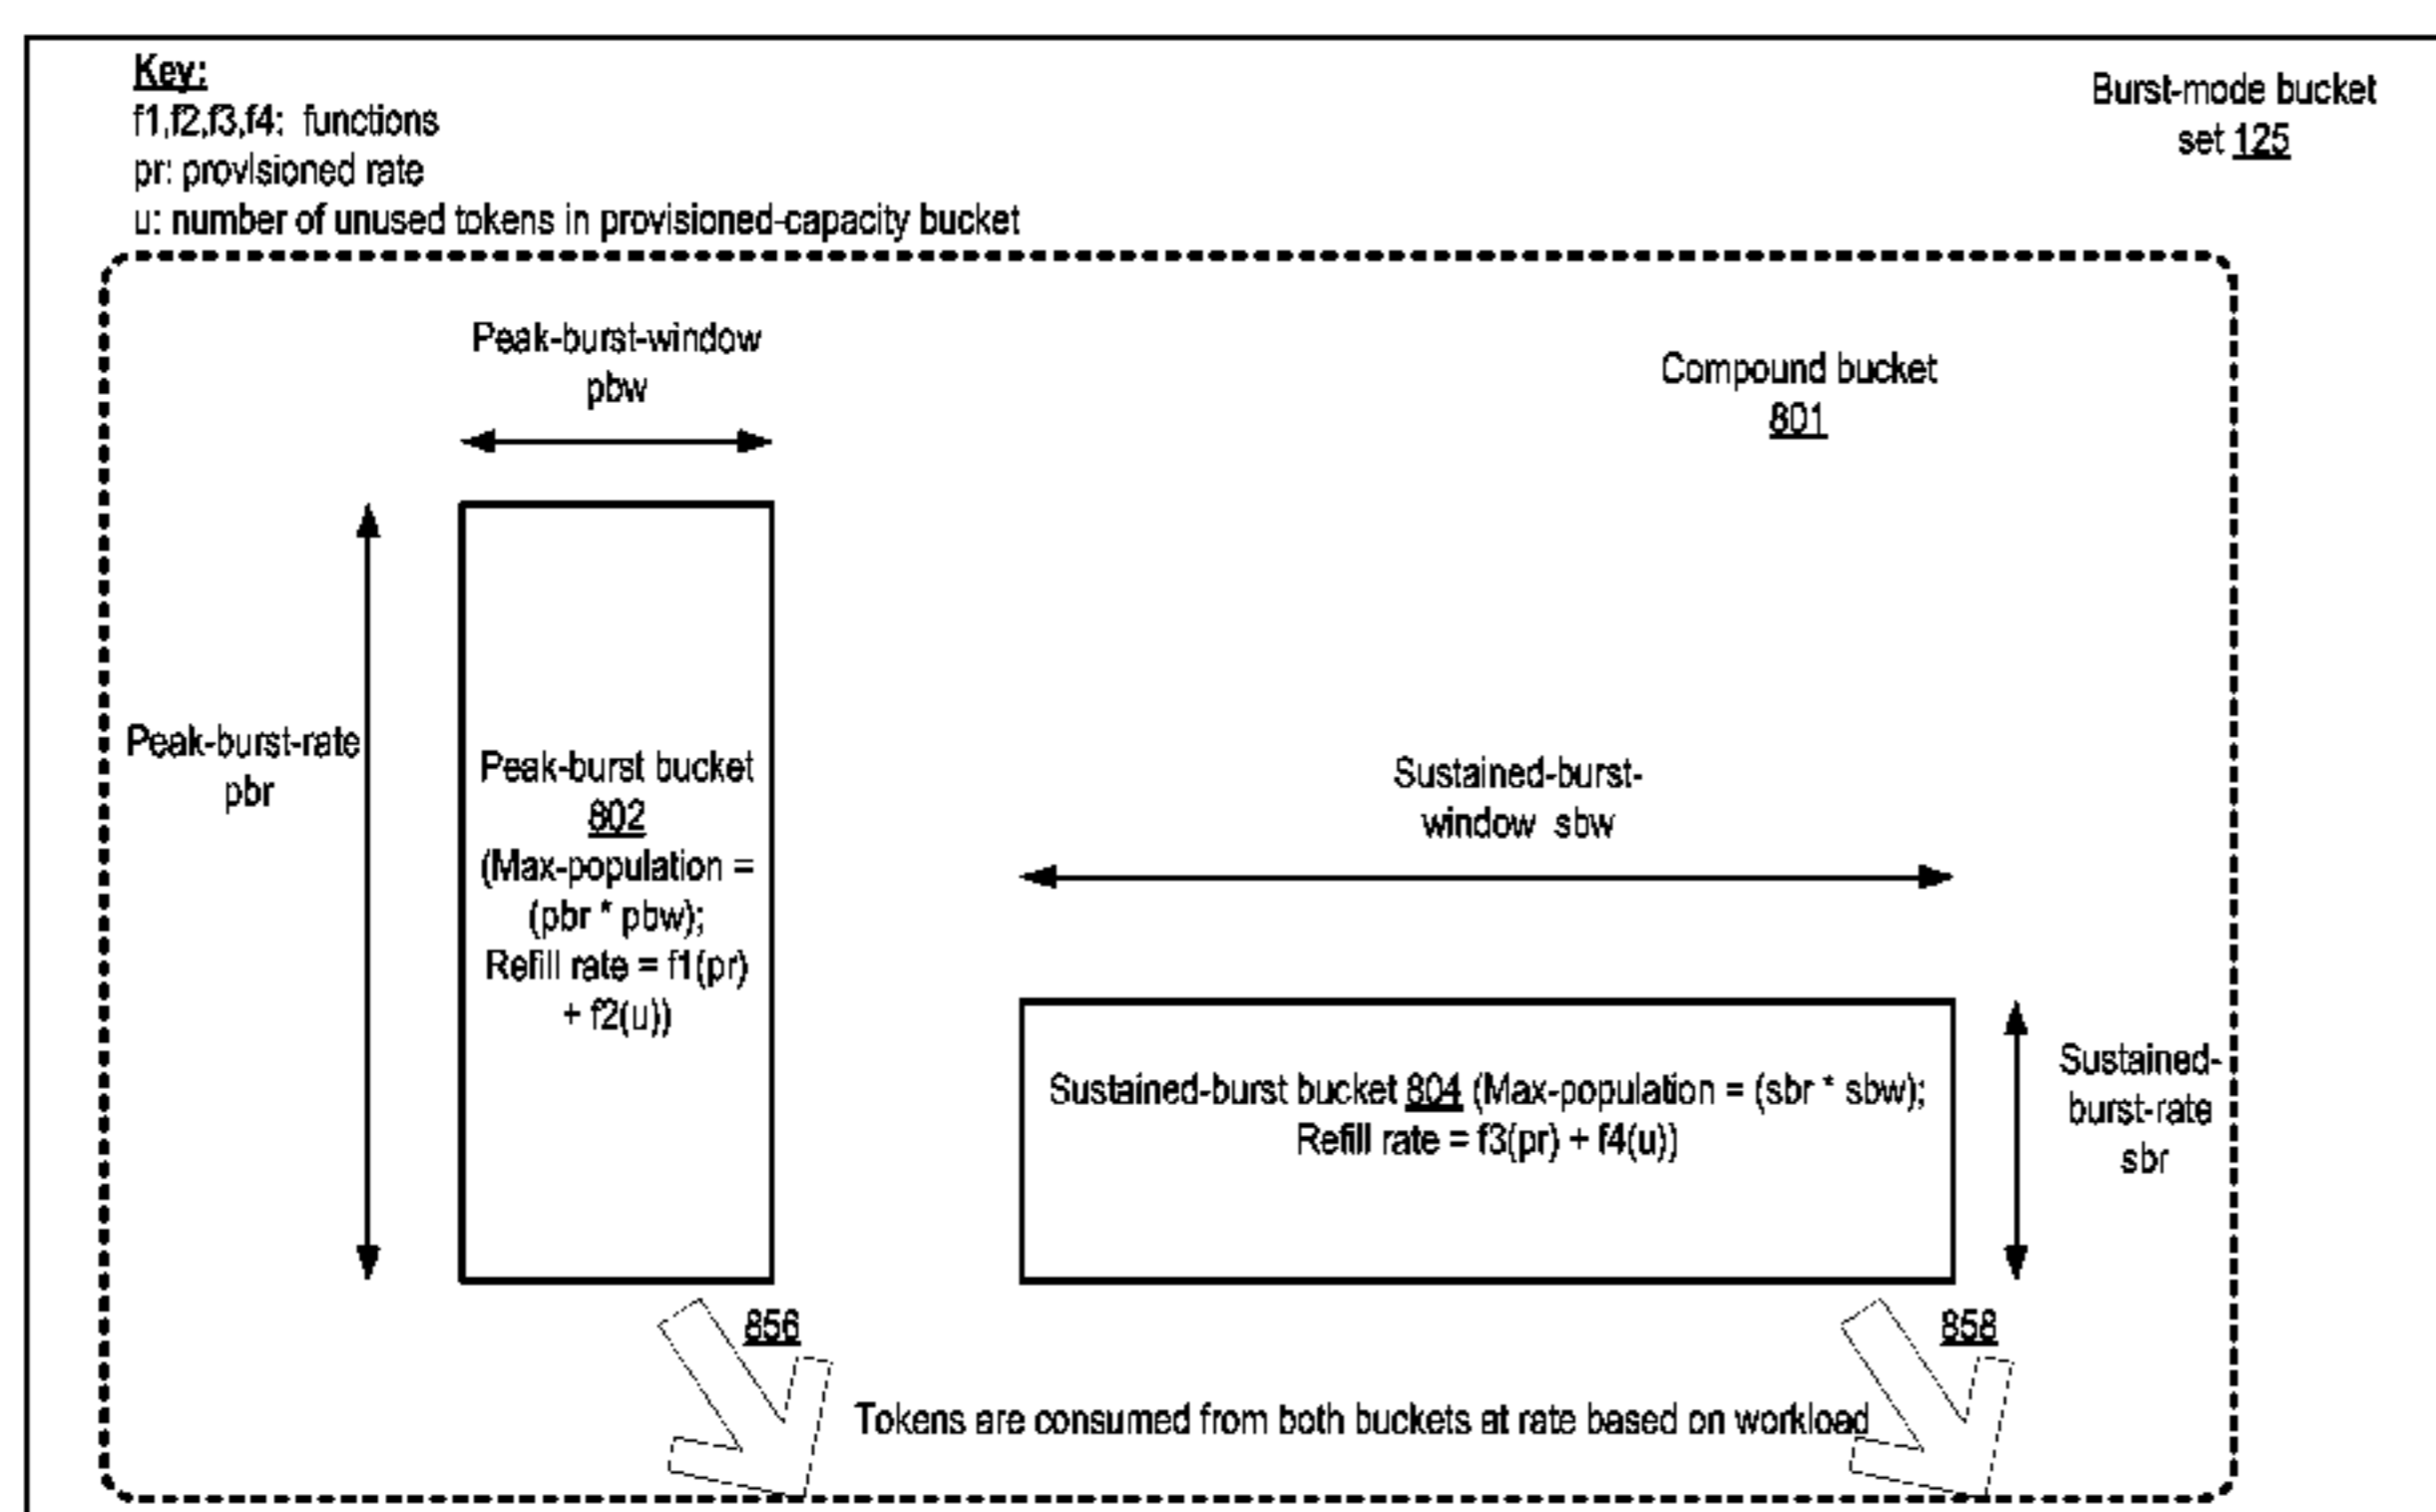 Key:
f1,f2,f3,f4: functions
pr: provisioned rate
u: number of unused tokens in provisioned-capacity bucket
Burst-mode bucket
set 125
Peak-burst-window
pbw
Compound bucket
801
Peak-burst-rate
pbr
Peak-burst bucket
802
(Max-population =
(pbr * pbw);
Refill rate = f1(pr)
+ f2(u))
Sustained-burst-
window sbw
Sustained-burst bucket 804 (Max-population = (sbr * sbw);
Refill rate = f3(pr) + f4(u))
Sustained-
burst-rate
sbr
856
858
Tokens are consumed from both buckets at rate based on workload